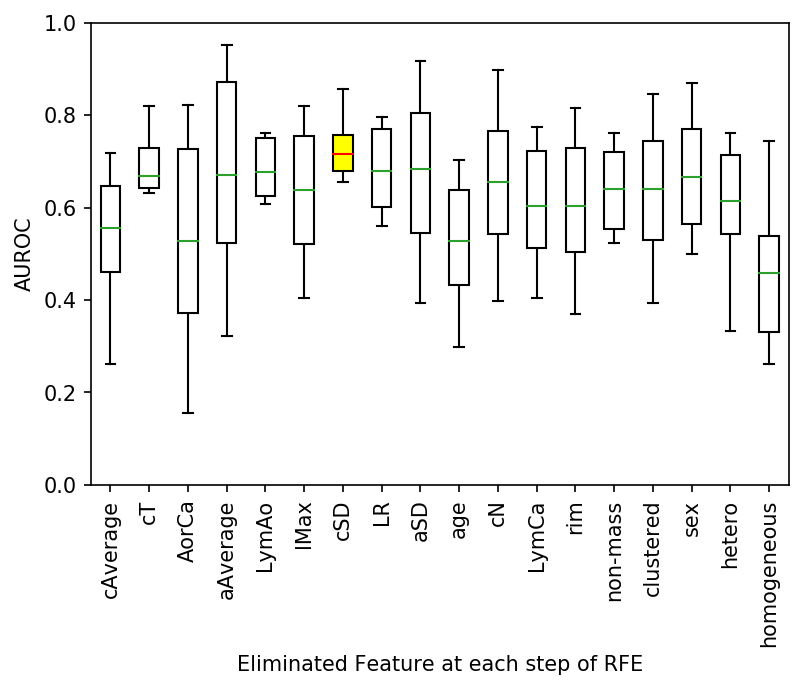 1.0
0.8
0.6
0.4
0.2
0.0
AUROC
cAverage
cT
AorCa
aAverage
LymAo
lMax
cSD
LR
aSD
age
cN
LymCa
rim
non-mass
clustered
sex
hetero
homogeneous
Eliminated Feature at each step of RFE